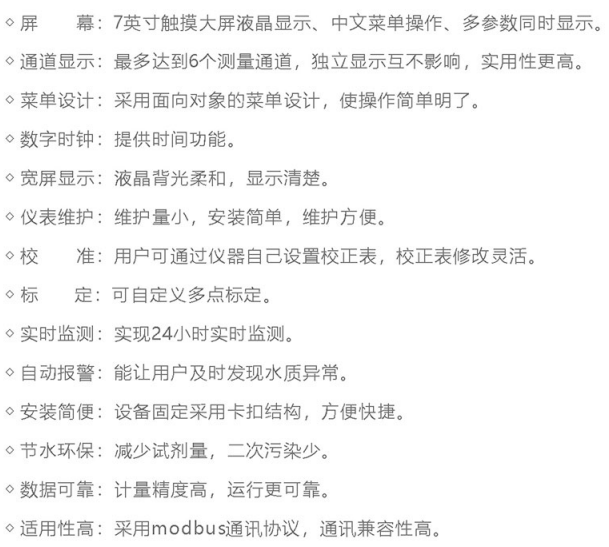 ◇ 屏　　幕：7英寸触摸大屏液晶显示、中文菜单操作、多参数同时显示。
◇ 通道显示：最多达到6个测量通道，独立显示互不影响，实用性更高。
◇ 菜单设计：采用面向对象的菜单设计，使操作简单明了。
◇ 数字时钟：提供时间功能。
◇ 宽屏显示：液晶背光柔和，显示清楚。
◇ 仪表维护：维护量小，安装简单，维护方便。
◇ 校　　准：用户可通过仪器自己设置校正表，校正表修改灵活。
◇ 标　　定：可自定义多点标定。
◇ 实时监测：实现24小时实时监测。
◇ 自动报警：能让用户及时发现水质异常。
◇ 安装简便：设备固定采用卡扣结构，方便快捷。
◇ 节水环保：减少试剂量，二次污染少。
◇ 数据可靠：计量精度高，运行更可靠。
◇ 适用性高：采用modbus通讯协议，通讯兼容性高。